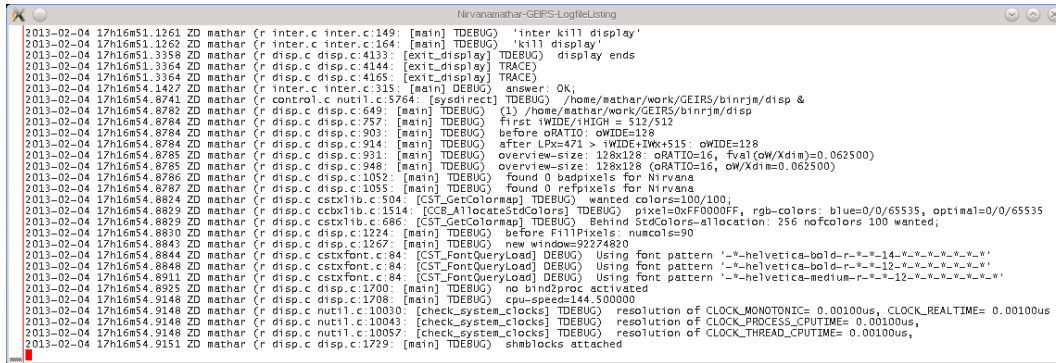 Nirvanamathar-GEIRS-LogfileListing
2013-02-04 17h16m51.1261 ZD mathar (r inter.c inter.c:149: [main] TDEBUG)  'inter kill display'
2013-02-04 17h16m51.1262 ZD mathar (r inter.c inter.c:164: [main] TDEBUG)  'kill display'
2013-02-04 17h16m51.3358 ZD mathar (r disp.c disp.c:4133: [exit_display] TDEBUG)  display ends
2013-02-04 17h16m51.3364 ZD mathar (r disp.c disp.c:4144: [exit_display] TRACE)
2013-02-04 17h16m51.3364 ZD mathar (r disp.c disp.c:4165: [exit_display] TRACE)
2013-02-04 17h16m54.1427 ZD mathar (r inter.c inter.c:315: [main] DEBUG)  answer: OK;
2013-02-04 17h16m54.8741 ZD mathar (r control.c nutil.c:5764: [sysdirect] TDEBUG)  /home/mathar/work/GEIRS/binrjm/disp &
2013-02-04 17h16m54.8782 ZD mathar (r disp.c disp.c:649: [main] TDEBUG)  (1) /home/mathar/work/GEIRS/binrjm/disp
2013-02-04 17h16m54.8784 ZD mathar (r disp.c disp.c:757: [main] TDEBUG)  first iWIDE/iHIGH = 512/512
2013-02-04 17h16m54.8784 ZD mathar (r disp.c disp.c:903: [main] TDEBUG)  before oRATIO: oWIDE=128
2013-02-04 17h16m54.8784 ZD mathar (r disp.c disp.c:914: [main] TDEBUG)  after LPx=471 > iWIDE+IWx+515: oWIDE=128
2013-02-04 17h16m54.8785 ZD mathar (r disp.c disp.c:931: [main] TDEBUG)  overview-size: 128x128: oRATIO=16, fval(oW/Xdim)=0.062500)
2013-02-04 17h16m54.8785 ZD mathar (r disp.c disp.c:948: [main] TDEBUG)  overview-size: 128x128 (oRATIO=16, oW/Xdim=0.062500)
2013-02-04 17h16m54.8786 ZD mathar (r disp.c disp.c:1052: [main] TDEBUG)  found 0 badpixels for Nirvana
2013-02-04 17h16m54.8787 ZD mathar (r disp.c disp.c:1055: [main] TDEBUG)  found 0 refpixels for Nirvana
2013-02-04 17h16m54.8824 ZD mathar (r disp.c cstxlib.c:504: [CST_GetColormap] TDEBUG)  wanted colors=100/100;
2013-02-04 17h16m54.8829 ZD mathar (r disp.c ccbxlib.c:1514: [CCB_AllocateStdColors] TDEBUG)  pixel=0xFF0000FF, rgb-colors: blue=0/0/65535, optimal=0/0/65535
2013-02-04 17h16m54.8829 ZD mathar (r disp.c cstxlib.c:686: [CST_GetColormap] TDEBUG)  Behind StdColors-allocation: 256 nofcolors 100 wanted;
2013-02-04 17h16m54.8830 ZD mathar (r disp.c disp.c:1224: [main] TDEBUG)  before FillPixels: numcols=90
2013-02-04 17h16m54.8843 ZD mathar (r disp.c disp.c:1267: [main] TDEBUG)  new window=92274820
2013-02-04 17h16m54.8844 ZD mathar (r disp.c cstxfont.c:84: [CST_FontQueryLoad] DEBUG)  Using font pattern '-*-helvetica-bold-r-*-*-14-*-*-*-*-*-*-*'
2013-02-04 17h16m54.8848 ZD mathar (r disp.c cstxfont.c:84: [CST_FontQueryLoad] DEBUG)  Using font pattern '-*-helvetica-bold-r-*-*-12-*-*-*-*-*-*-*'
2013-02-04 17h16m54.8911 ZD mathar (r disp.c cstxfont.c:84: [CST_FontQueryLoad] DEBUG)  Using font pattern '-*-helvetica-medium-r-*-*-12-*-*-*-*-*-*-*'
2013-02-04 17h16m54.8925 ZD mathar (r disp.c disp.c:1700: [main] TDEBUG)  no bind2proc activated
2013-02-04 17h16m54.9148 ZD mathar (r disp.c disp.c:1708: [main] TDEBUG)  cpu-speed=144.500000
2013-02-04 17h16m54.9148 ZD mathar (r disp.c nutil.c:10030: [check_system_clocks] TDEBUG)  resolution of CLOCK_MONOTONIC= 0.00100us, CLOCK_REALTIME= 0.00100us
2013-02-04 17h16m54.9148 ZD mathar (r disp.c nutil.c:10043: [check_system_clocks] TDEBUG)  resolution of CLOCK_PROCESS_CPUTIME= 0.00100us,
2013-02-04 17h16m54.9148 ZD mathar (r disp.c nutil.c:10057: [check_system_clocks] TDEBUG)  resolution of CLOCK_THREAD_CPUTIME= 0.00100us,
2013-02-04 17h16m54.9151 ZD mathar (r disp.c disp.c:1729: [main] TDEBUG)  shmblocks attached